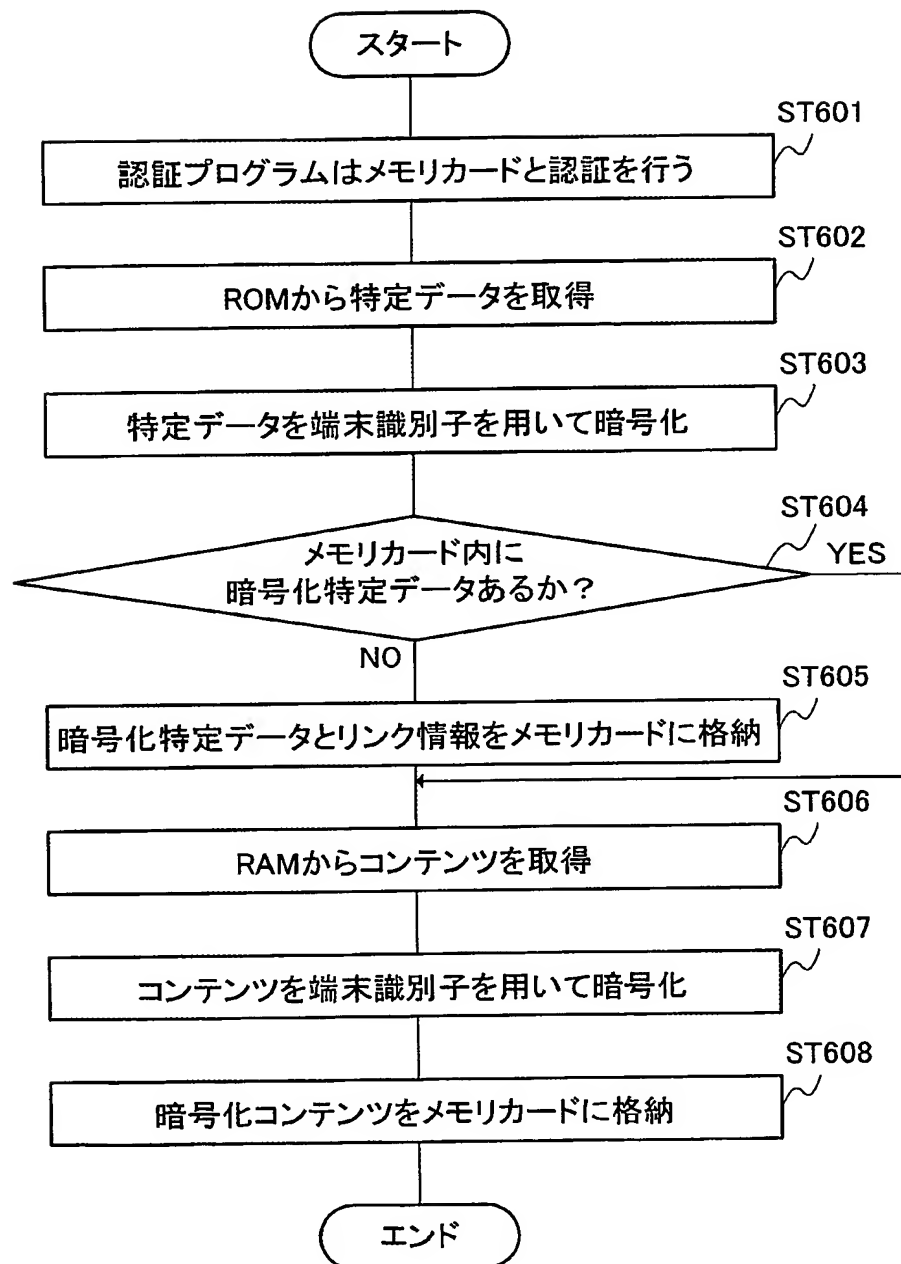 スタート
ST601
認証プログラムはメモリカードと認証を行う
ST602
ROMから特定データを取得
ST603
特定データを端末識別子を用いて暗号化
ST604
メモリカード内に
暗号化特定データあるか？
YES
NO
ST605
暗号化特定データとリンク情報をメモリカードに格納
ST606
RAMからコンテンツを取得
ST607
コンテンツを端末識別子を用いて暗号化
ST608
暗号化コンテンツをメモリカードに格納
エンド